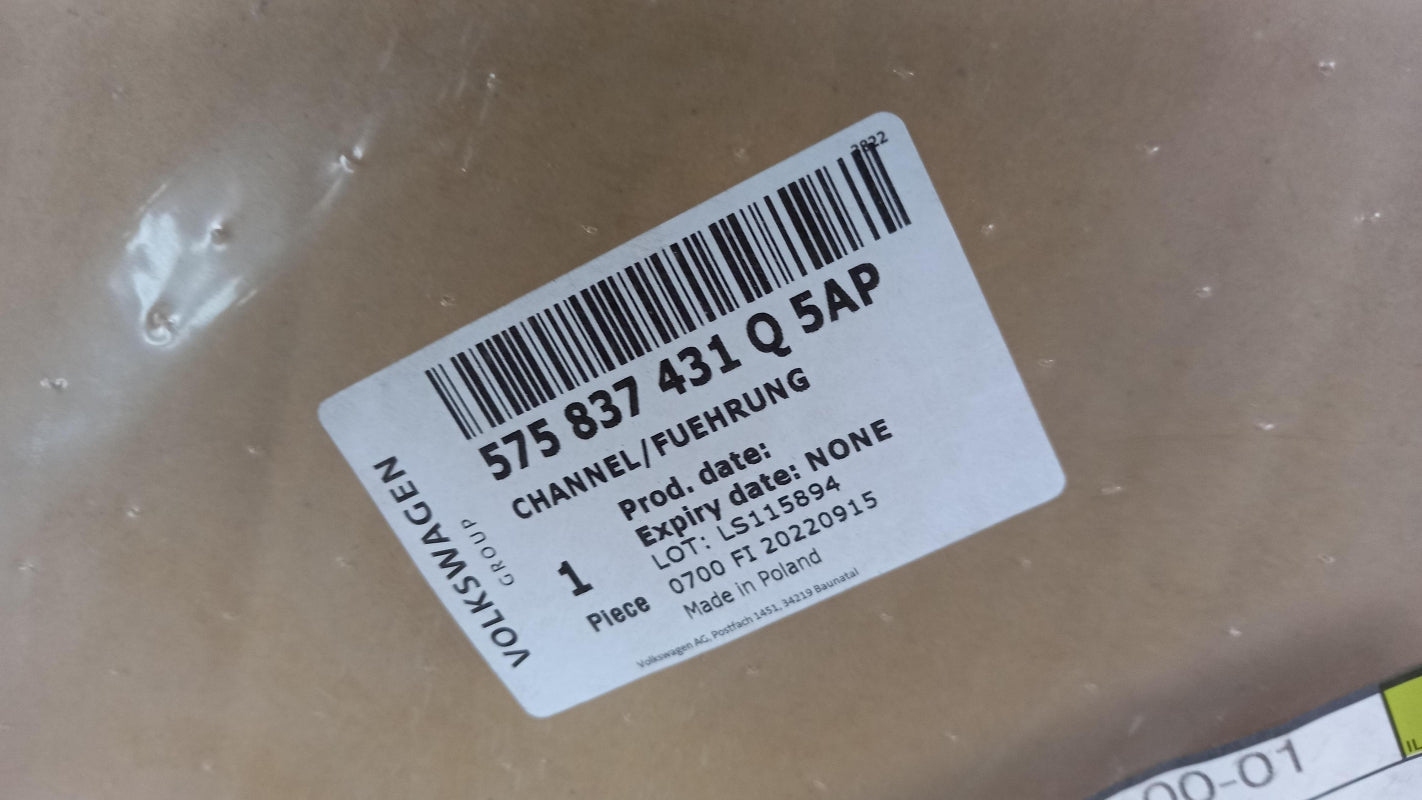 575 837 431 Q 5AP
CHANNEL/FUEHRUNG
Prod. date:
Expiry date: NONE
LOT: LS115894
0700 FI 20220915
Made in Poland
1
Piece
Volkswagen AG, Postfach 1451, 34219 Baunatal
VOLKSWAGEN
GROUP
00-01